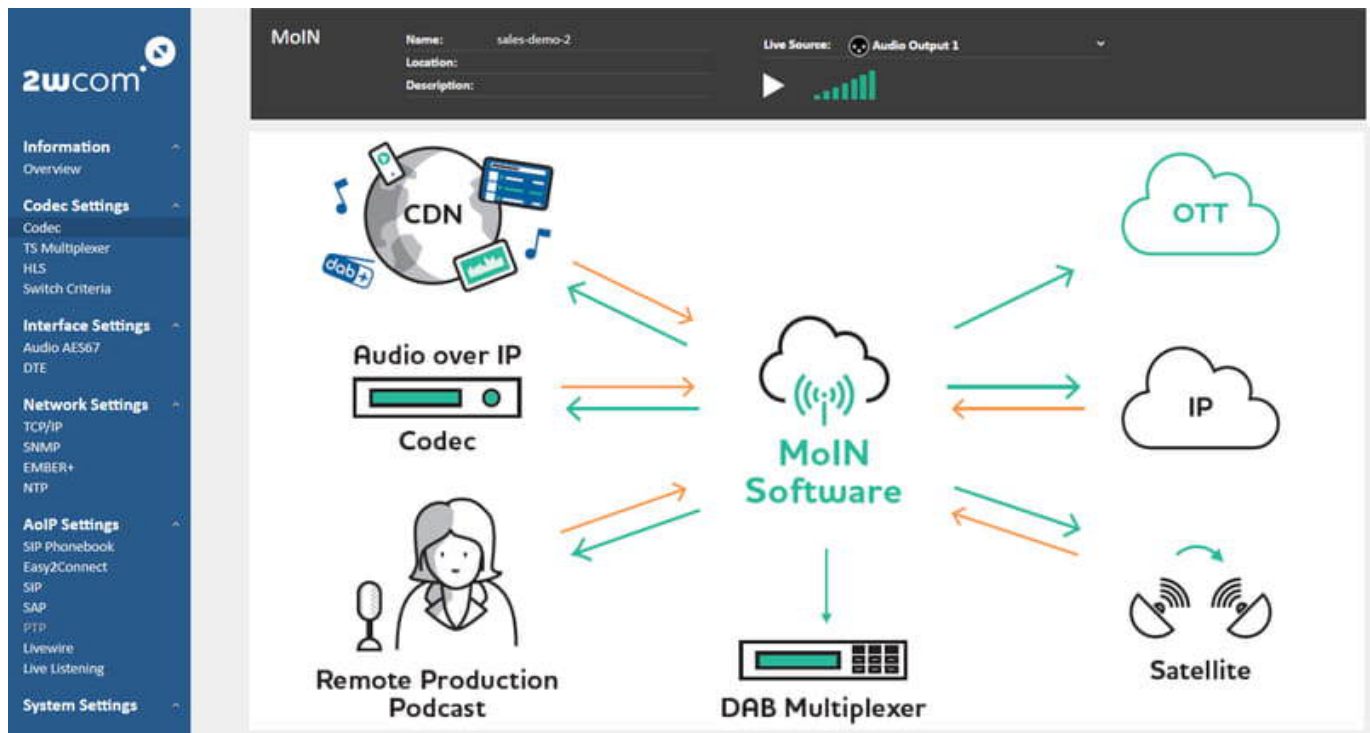 2wcom
Information
Overview
Codec Settings
Codec
TS Multiplexer
HLS
Switch Criteria
Interface Settings
Audio AES67
DTE
Network Settings
TCP/IP
SNMP
EMBER+
NTP
AoIP Settings
SIP Phonebook
Easy2Connect
SIP
SAP
PTP
Livewire
Live Listening
System Settings
MoIN
Name: sales-demo-2
Location:
Description:
Live Source: Audio Output 1
CDN
dab+
OTT
Audio over IP
Codec
MoIN
Software
IP
Remote Production
Podcast
DAB Multiplexer
Satellite